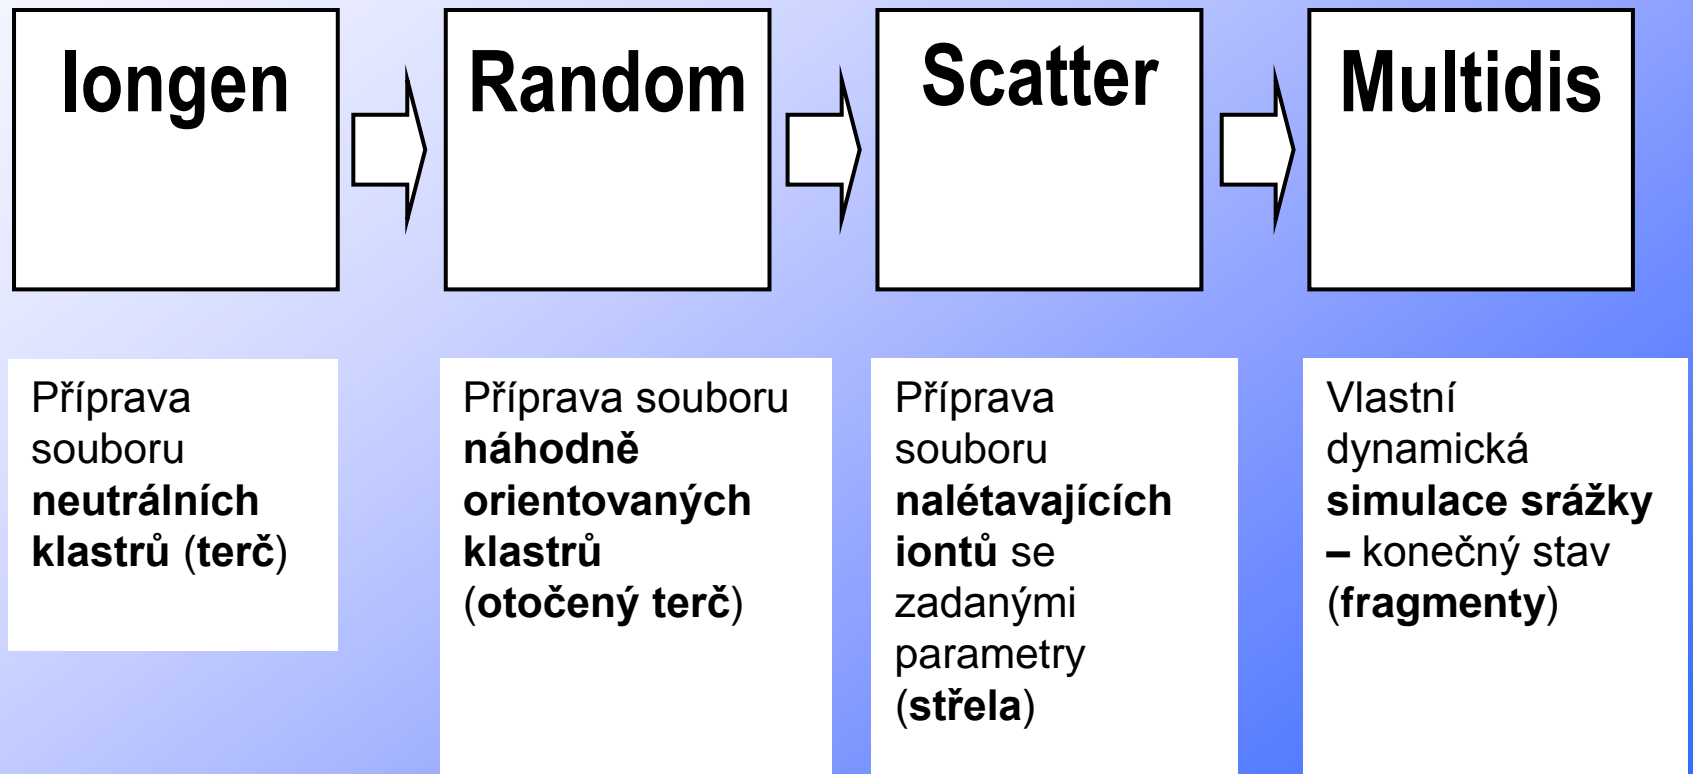 Iongen
Random
Scatter
Multidis
Příprava
souboru
neutrálních
klastrů (terč)
Příprava souboru
náhodně
orientovaných
klastrů
(otočený terč)
Příprava
souboru
nalétavajících
iontů se
zadanými
parametry
(střela)
Vlastní
dynamická
simulace srážky
– konečný stav
(fragmenty)